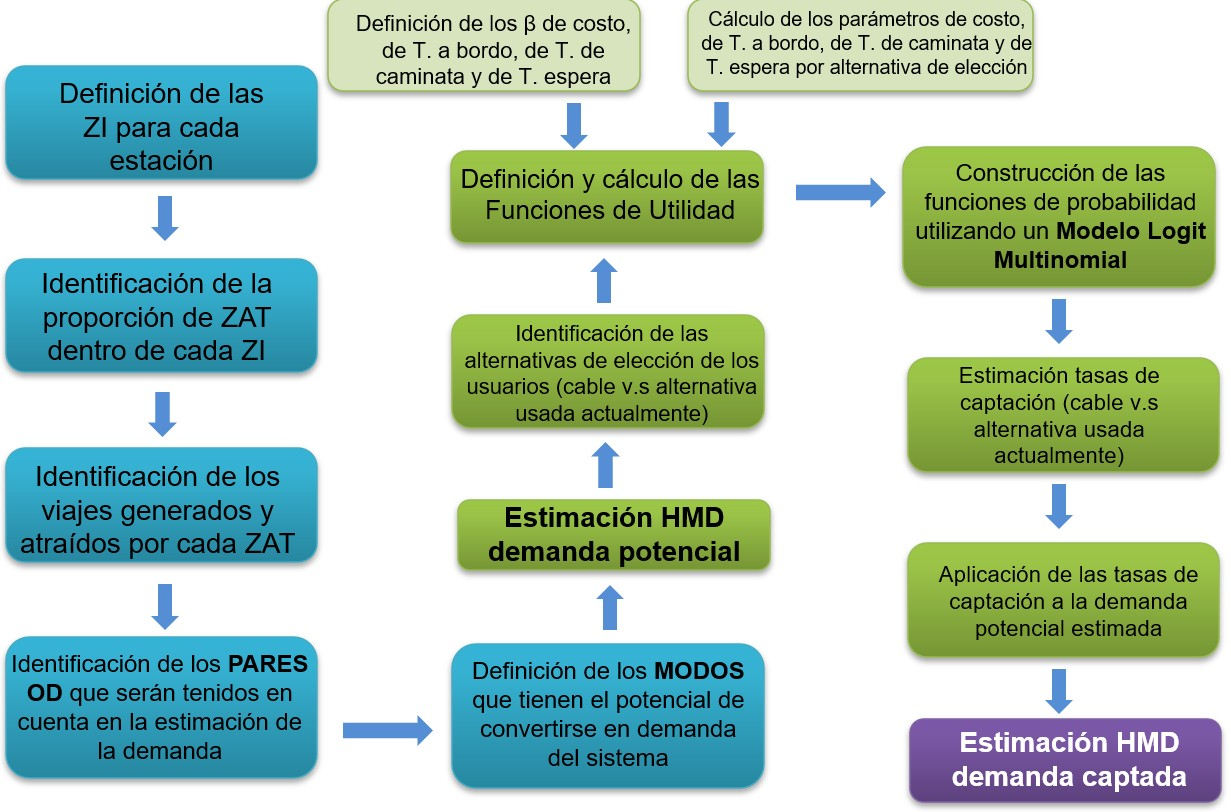 Definición de las
ZI para cada
estación
Identificación de la
proporción de ZAT
dentro de cada ZI
Identificación de los
viajes generados y
atraídos por cada ZAT
Identificación de los PARES
OD que serán tenidos en
cuenta en la estimación de
la demanda
Definición de los MODOS
que tienen el potencial de
convertirse en demanda
del sistema
Estimación HMD
demanda potencial
Identificación de las
alternativas de elección de los
usuarios (cable v.s alternativa
usada actualmente)
Definición de los β de costo,
de T. a bordo, de T. de
caminata y de T. espera
Cálculo de los parámetros de costo,
de T. a bordo, de T. de caminata y de
T. espera por alternativa de elección
Definición y cálculo de las
Funciones de Utilidad
Construcción de las
funciones de probabilidad
utilizando un Modelo Logit
Multinomial
Estimación tasas de
captación (cable v.s
alternativa usada
actualmente)
Aplicación de las tasas de
captación a la demanda
potencial estimada
Estimación HMD
demanda captada